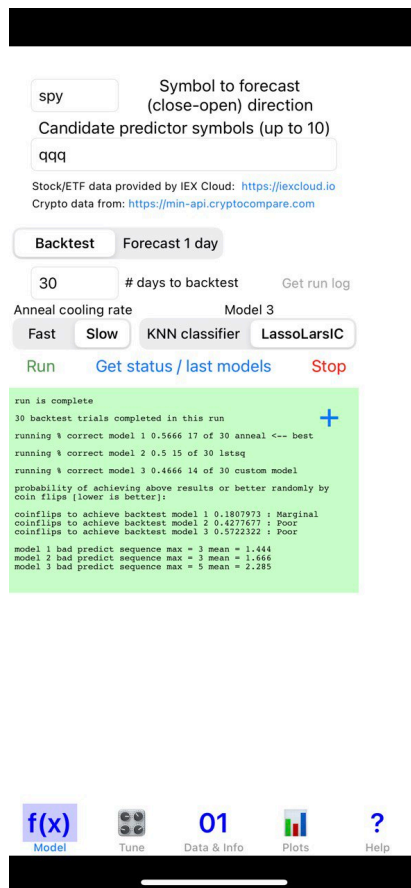 spy
Symbol to forecast
(close-open) direction
Candidate predictor symbols (up to 10)
qqq
Stock/ETF data provided by IEX Cloud: https://iexcloud.io
Crypto data from: https://min-api.cryptocompare.com
Backtest Forecast 1 day
30 # days to backtest Get run log
Anneal cooling rate Model 3
Fast Slow KNN classifier LassoLarsIC
Run Get status / last models Stop
run is complete
30 backtest trials completed in this run
+
running % correct model 1 0.5666 17 of 30 anneal <-- best
running % correct model 2 0.5 15 of 30 lstsq
running % correct model 3 0.4666 14 of 30 custom model
probability of achieving above results or better randomly by
coin flips [lower is better]:
coinflips to achieve backtest model 1 0.1807973 : Marginal
coinflips to achieve backtest model 2 0.4277677 : Poor
coinflips to achieve backtest model 3 0.5722322 : Poor
model 1 bad predict sequence max = 3 mean = 1.444
model 2 bad predict sequence max = 3 mean = 1.666
model 3 bad predict sequence max = 5 mean = 2.285
f(x) 01 ?
Model Tune Data & Info Plots Help